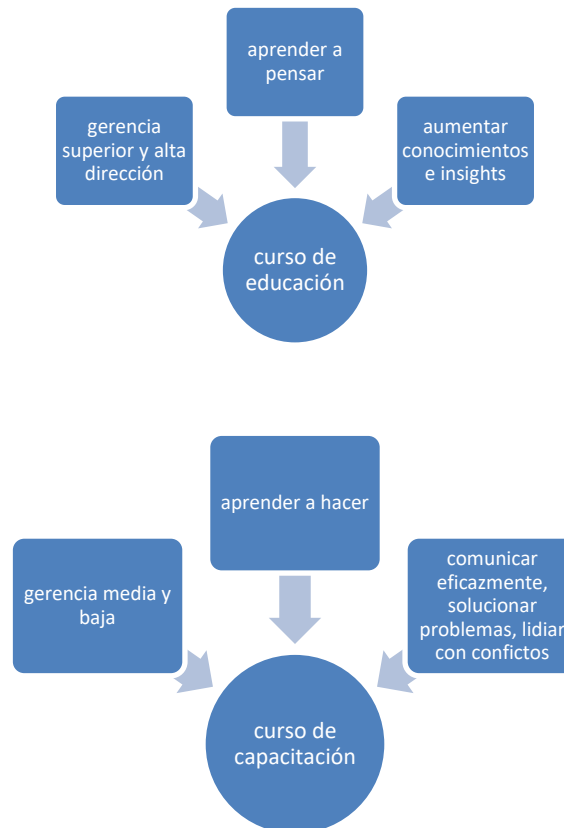 aprender a
pensar
gerencia
superior y alta
dirección
aumentar
conocimientos
e insights
curso de
educación
aprender a hacer
gerencia media y
baja
comunicar
eficazmente,
solucionar
problemas, lidiar
con confictos
curso de
capacitación